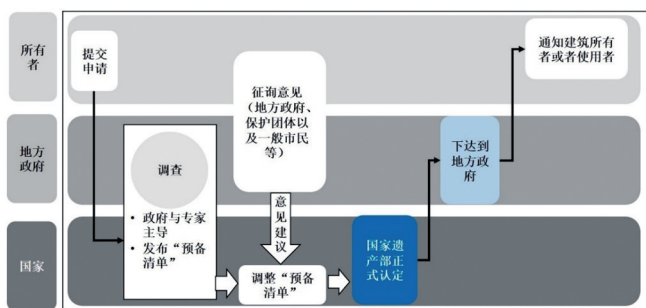 所有
者
提交
申请
征询意见
（地方政府、
保护团体以
及一般市民
等）
通知建筑所有
者或者使用者
地方
政府
调查
下达到
地方政
府
• 政府与专家
主导
• 发布“预备
清单”
意见建议
国家
调整“预备
清单”
国家遗
产部正
式认定